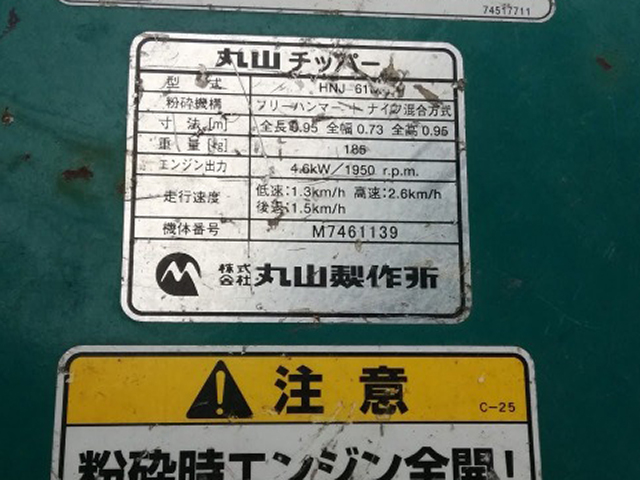 74517711
丸山チッパー
型式 HNJ-61
粉砕機構 フリーハンマー＋ナイフ混合方式
寸法[m] 全長0.95 全幅0.73 全高0.95
重量[kg] 185
エンジン出力 4.6kW/1950 r.p.m.
走行速度 低速:1.3km/h 高速:2.6km/h
後退:1.5km/h
機体番号 M7461139
株式会社 丸山製作所
注意
C-25
粉砕時エンジン全開!